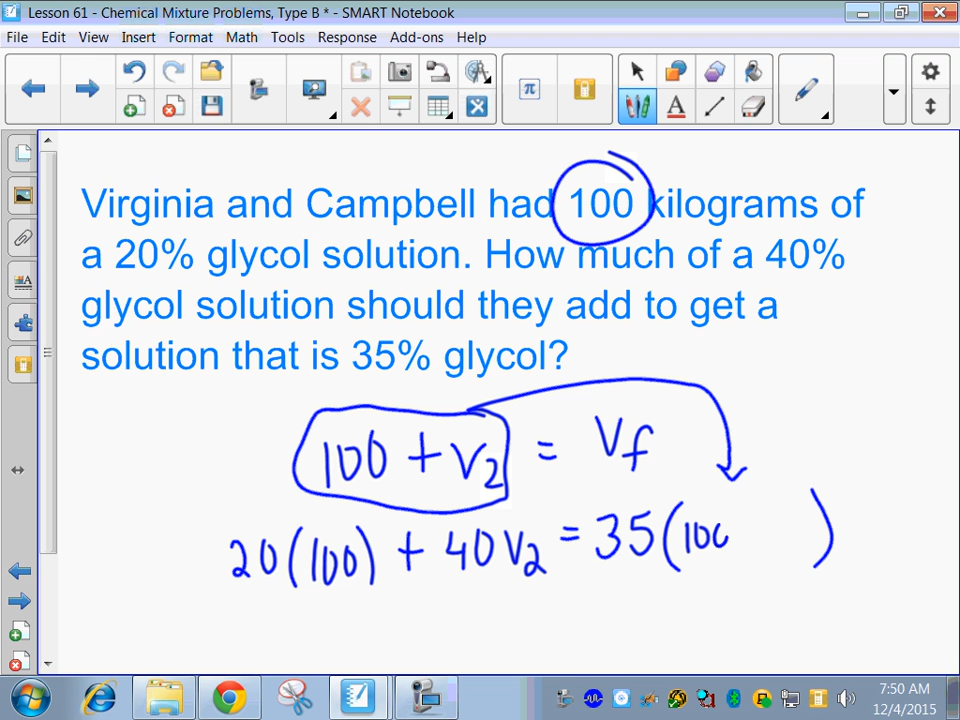 Lesson 61 - Chemical Mixture Problems, Type B * - SMART Notebook
File Edit View Insert Format Math Tools Response Add-ons Help
π
A
Virginia and Campbell had 100 kilograms of
a 20% glycol solution. How much of a 40%
glycol solution should they add to get a
solution that is 35% glycol?
100 + V₂ = Vf
20(100) + 40V₂ = 35(100 )
7:50 AM
12/4/2015